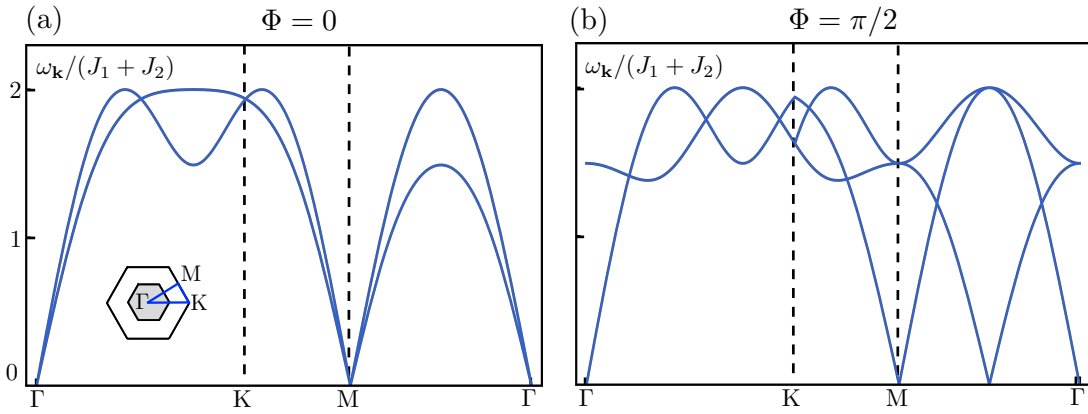 (a) Φ = 0
ω_k/(J_1 + J_2)
2
1
0
Γ
M
K
Γ K M Γ
(b) Φ = π/2
ω_k/(J_1 + J_2)
Γ K M Γ